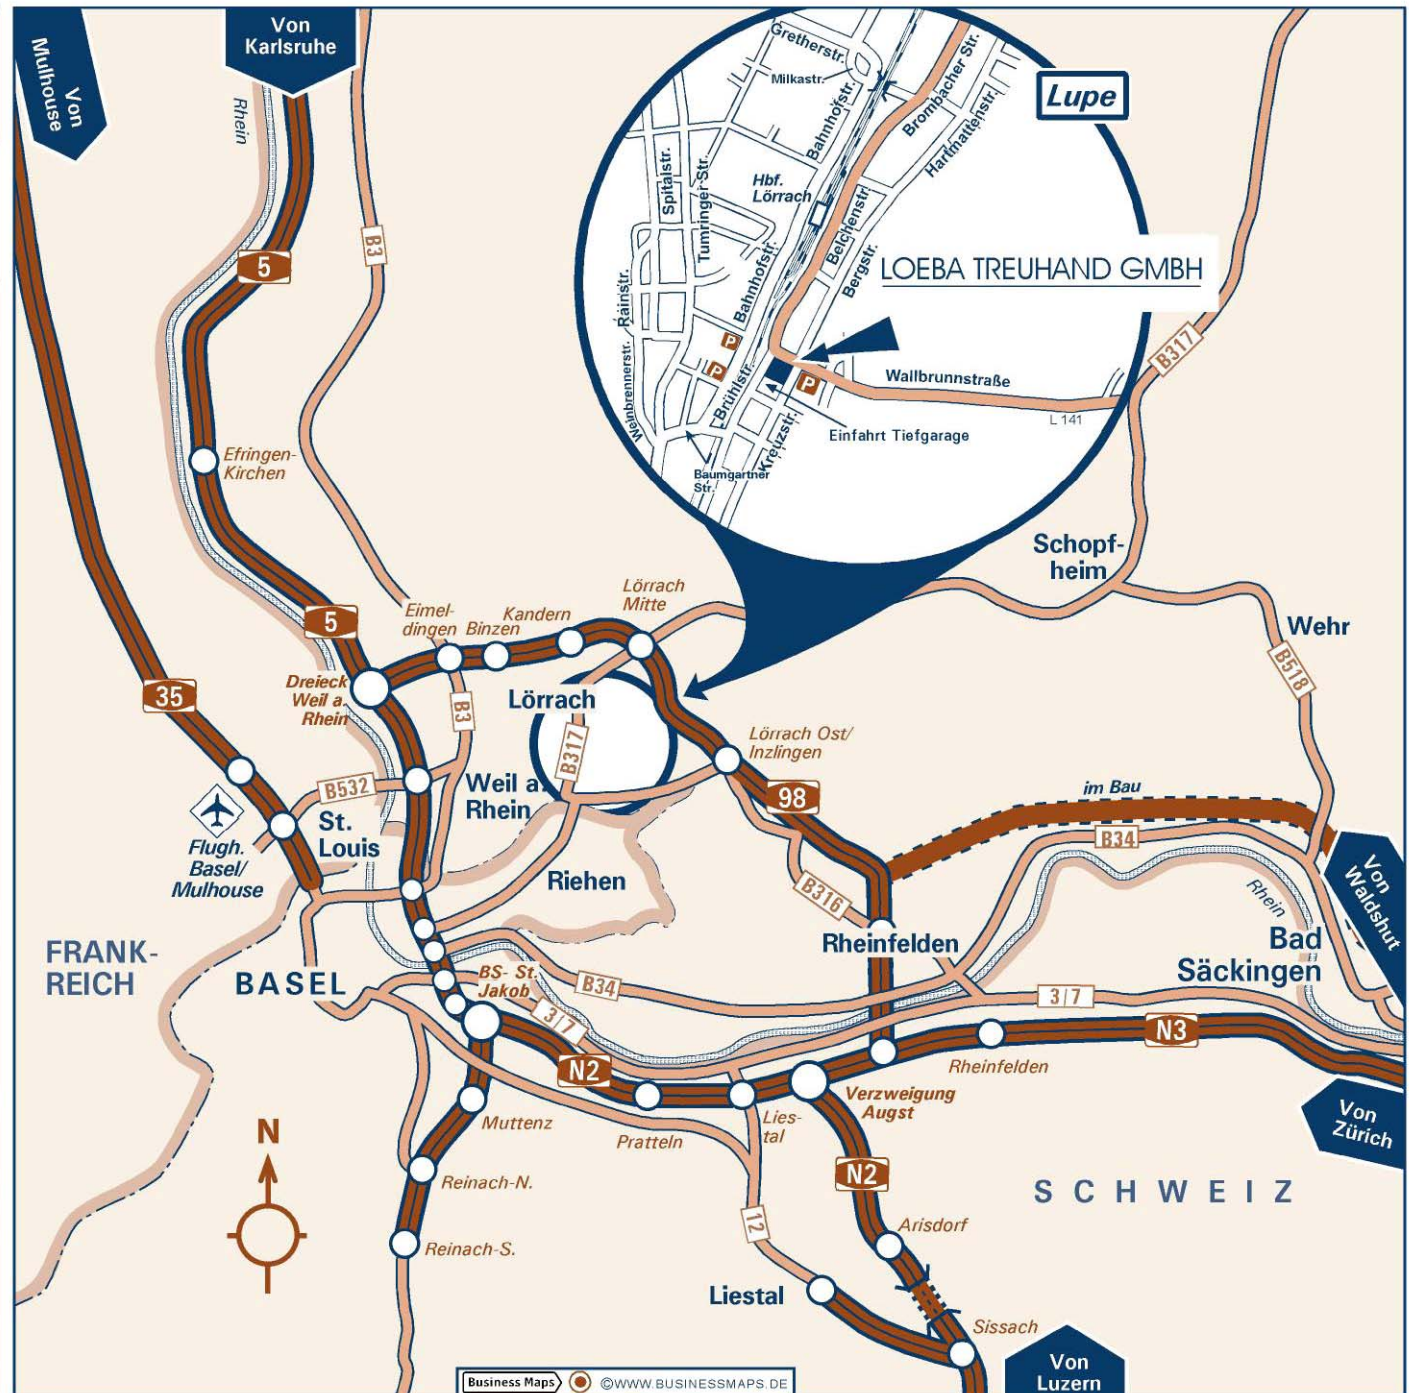 Von
Karlsruhe
Von
Mulhouse
Rhein
B3
5
Lupe
Gretherstr.
Milkastr.
Bahnhofstr.
Brombacher Str.
Hartmattenstr.
Spitalstr.
Tumringer Str.
Hbf.
Lörrach
Belchenstr.
Bergstr.
LOEBA TREUHAND GMBH
Rainstr.
Bahnhofstr.
P
P
P
Weinbrennerstr.
Brühlstr.
Wallbrunnstraße
L 141
Kreuzstr.
Einfahrt Tiefgarage
Baumgartner
Str.
B317
Efringen-
Kirchen
Schopf-
heim
Wehr
B518
5
Eimel-
dingen
Binzen
Kandern
Lörrach
Mitte
Dreieck
Weil a.
Rhein
35
B3
Lörrach
B317
Lörrach Ost/
Inzlingen
98
im Bau
B34
B532
Weil a.
Rhein
St.
Louis
Flugh.
Basel/
Mulhouse
Riehen
B316
Rhein
Von
Waldshut
Rheinfelden
Bad
Säckingen
FRANK-
REICH
BASEL
BS- St.
Jakob
B34
3/7
3/7
N3
N2
Rheinfelden
Verzweigung
Augst
Von
Zürich
Muttenz
Pratteln
Lies-
tal
N
Reinach-N.
N2
SCHWEIZ
12
Arisdorf
Reinach-S.
Liestal
Sissach
Von
Luzern
Business Maps
©WWW.BUSINESSMAPS.DE